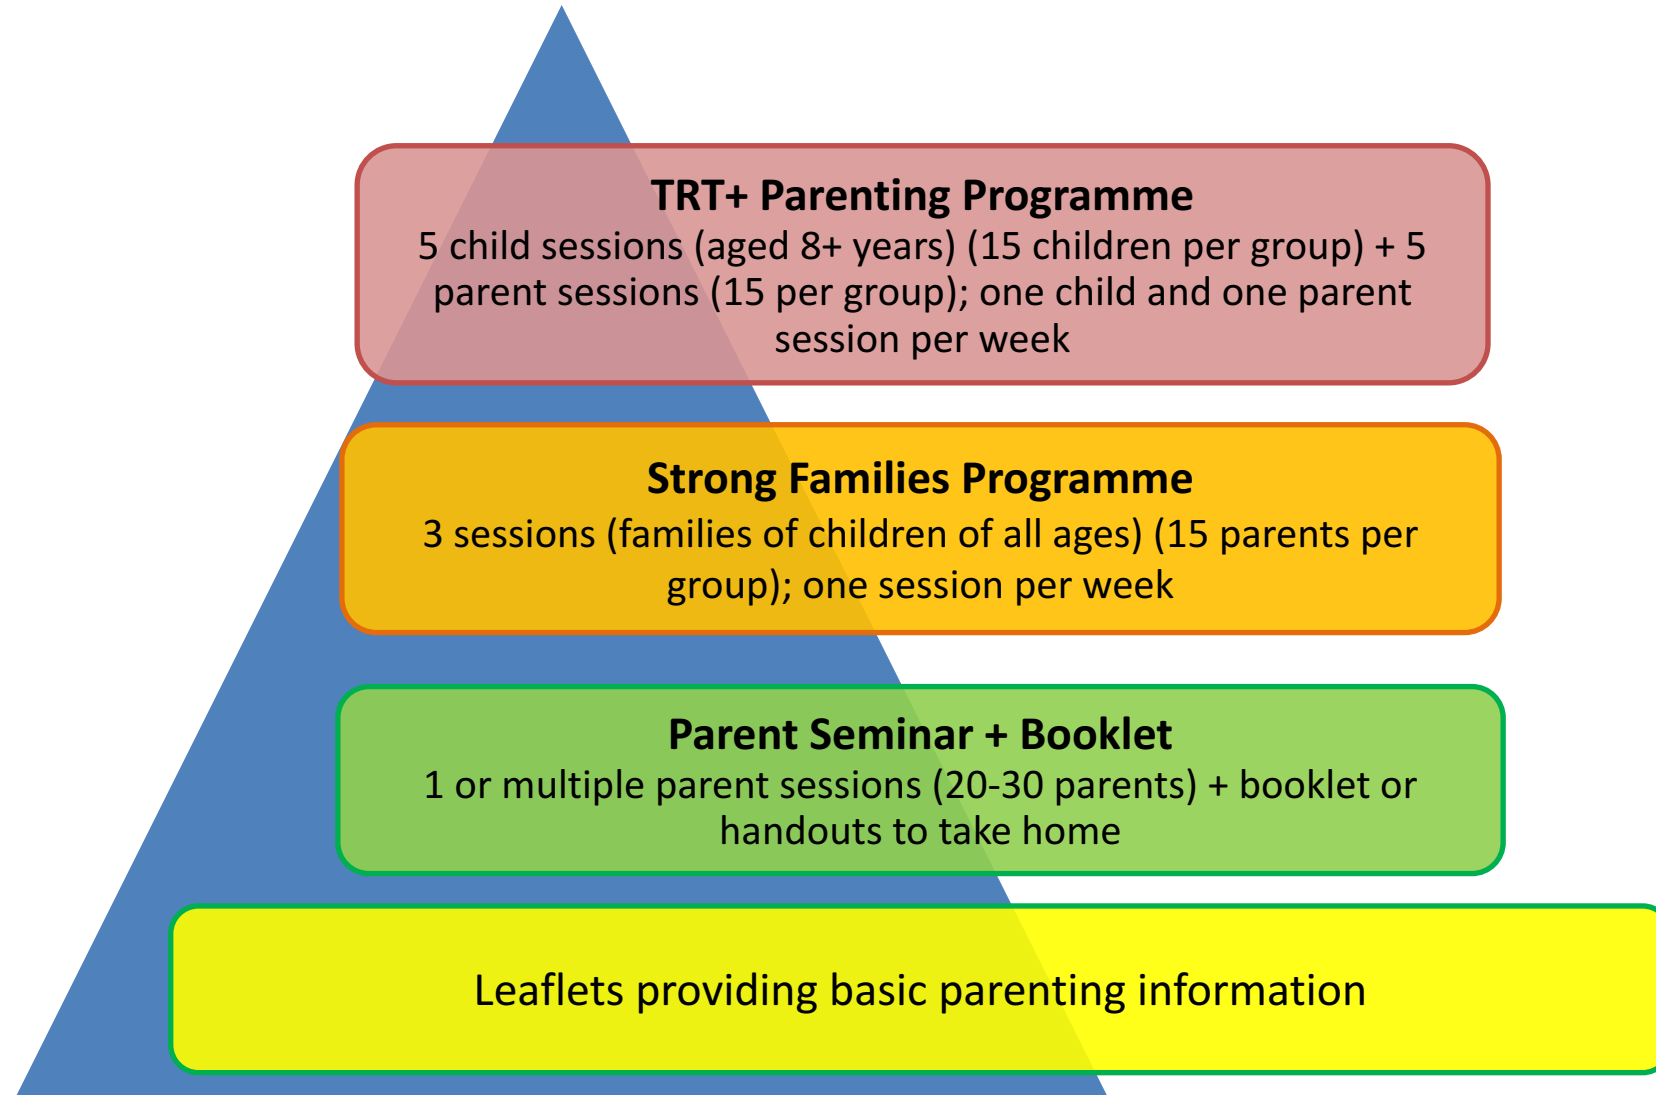 TRT+ Parenting Programme
5 child sessions (aged 8+ years) (15 children per group) + 5
parent sessions (15 per group); one child and one parent
session per week
Strong Families Programme
3 sessions (families of children of all ages) (15 parents per
group); one session per week
Parent Seminar + Booklet
1 or multiple parent sessions (20-30 parents) + booklet or
handouts to take home
Leaflets providing basic parenting information